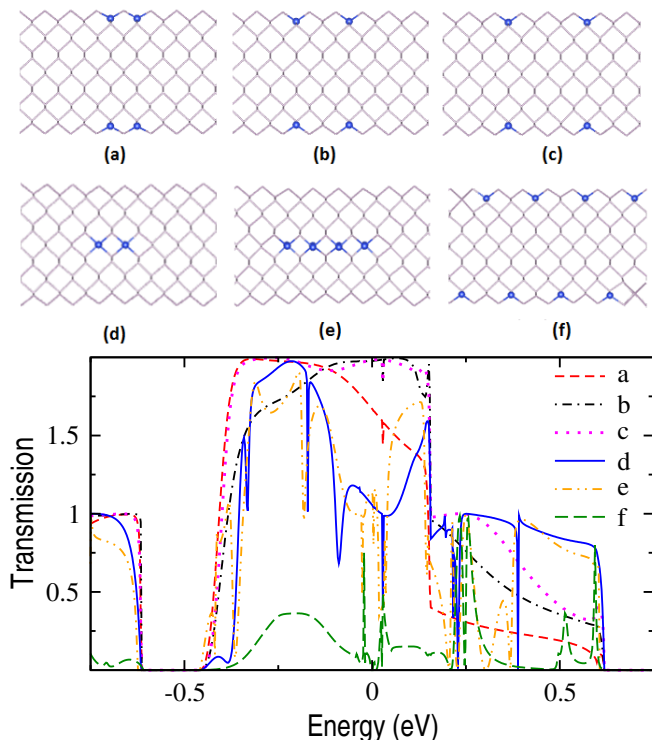 (a) (b) (c)
(d) (e) (f)
Transmission
1.5
1
0.5
a
b
c
d
e
f
-0.5 0 0.5
Energy (eV)